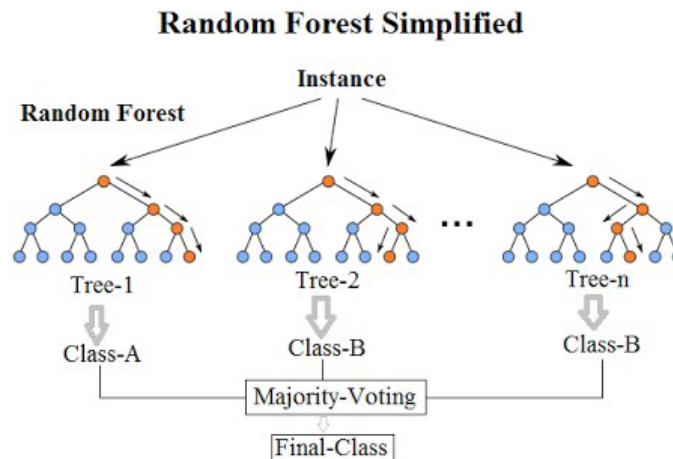 Random Forest Simplified
Instance
Random Forest
...
Tree-1
Tree-2
Tree-n
Class-A
Class-B
Class-B
Majority-Voting
Final-Class